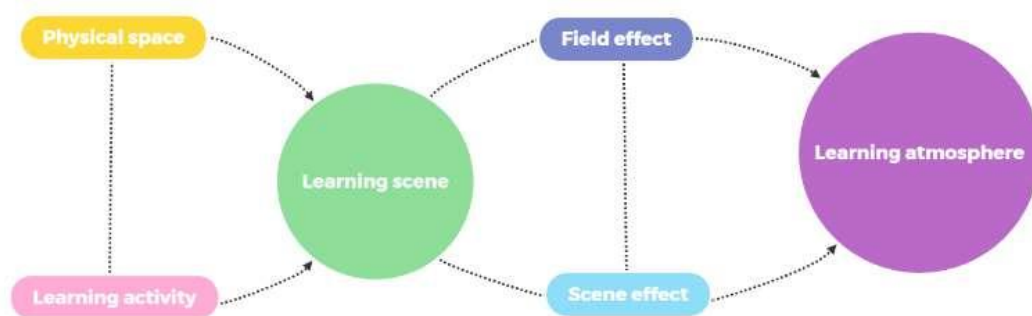 Physical space
Field effect
Learning scene
Learning atmosphere
Learning activity
Scene effect